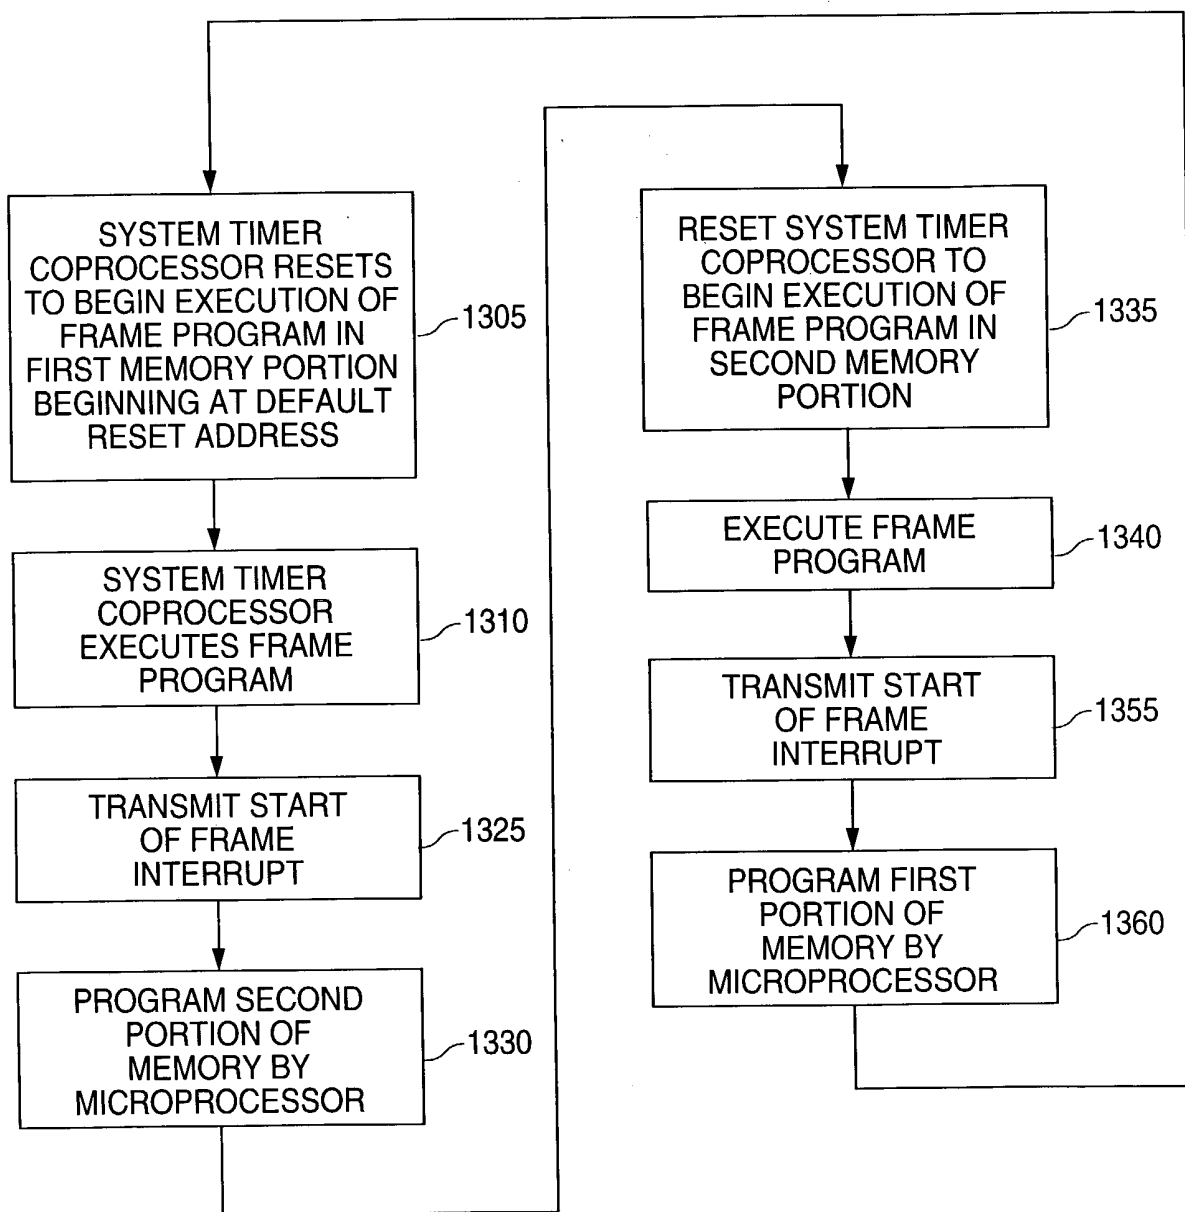 SYSTEM TIMER
COPROCESSOR RESETS
TO BEGIN EXECUTION OF
FRAME PROGRAM IN
FIRST MEMORY PORTION
BEGINNING AT DEFAULT
RESET ADDRESS
1305
SYSTEM TIMER
COPROCESSOR
EXECUTES FRAME
PROGRAM
1310
TRANSMIT START
OF FRAME
INTERRUPT
1325
PROGRAM SECOND
PORTION OF
MEMORY BY
MICROPROCESSOR
1330
RESET SYSTEM TIMER
COPROCESSOR TO
BEGIN EXECUTION OF
FRAME PROGRAM IN
SECOND MEMORY
PORTION
1335
EXECUTE FRAME
PROGRAM
1340
TRANSMIT START
OF FRAME
INTERRUPT
1355
PROGRAM FIRST
PORTION OF
MEMORY BY
MICROPROCESSOR
1360